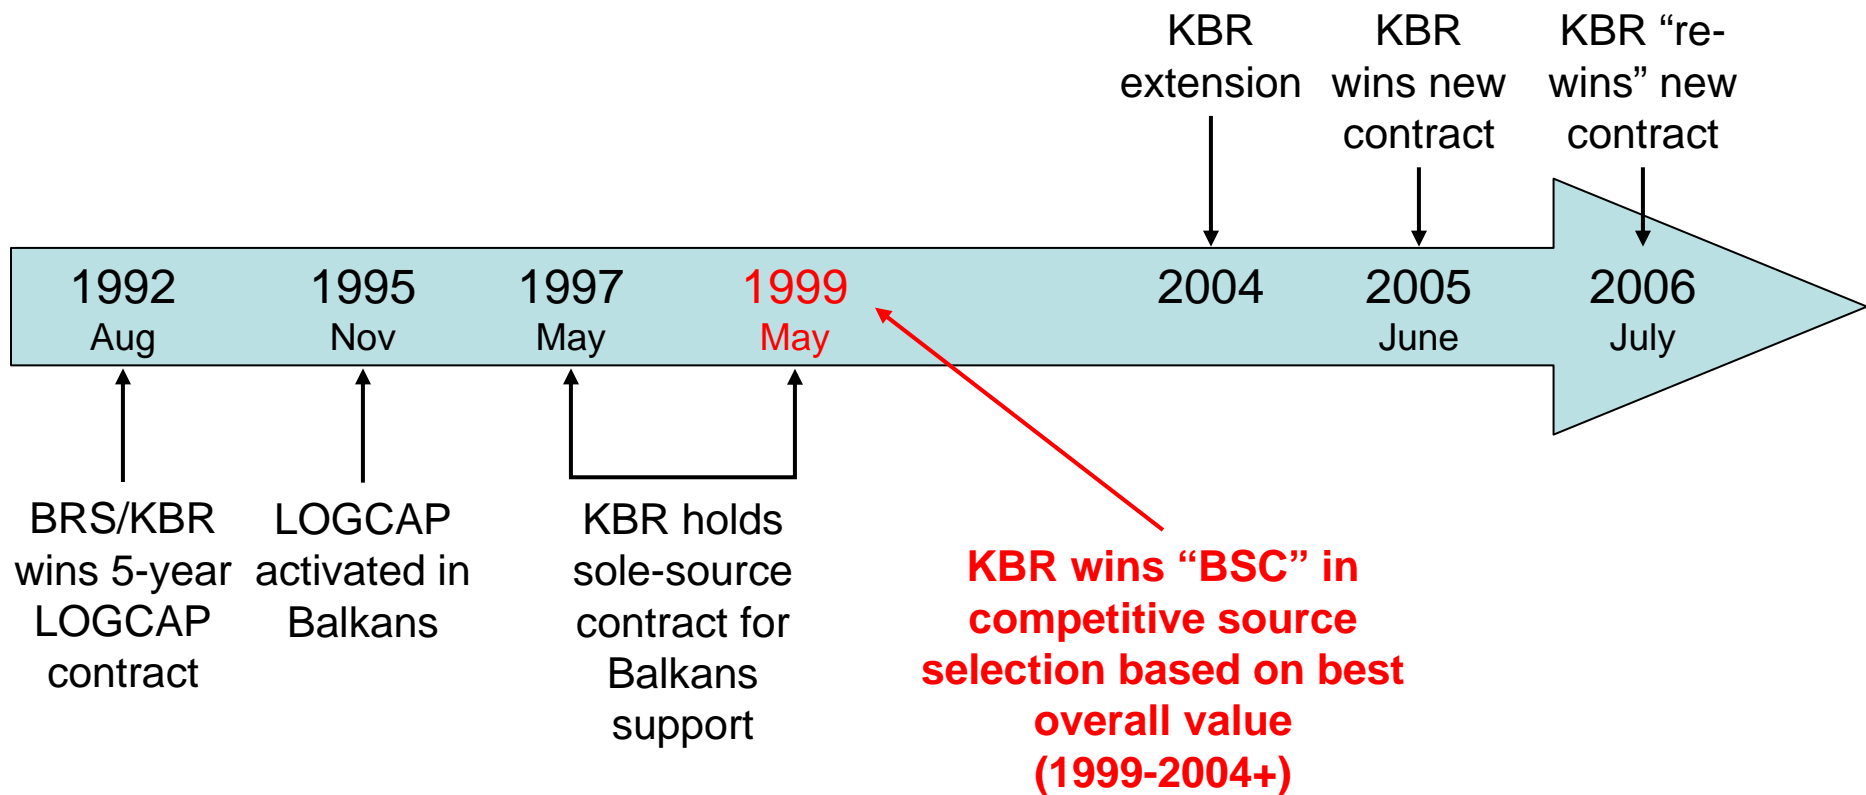 KBR
extension
KBR
wins new
contract
KBR “re-
wins” new
contract
1992
Aug
1995
Nov
1997
May
1999
May
2004
2005
June
2006
July
BRS/KBR
wins 5-year
LOGCAP
contract
LOGCAP
activated in
Balkans
KBR holds
sole-source
contract for
Balkans
support
KBR wins “BSC” in
competitive source
selection based on best
overall value
(1999-2004+)